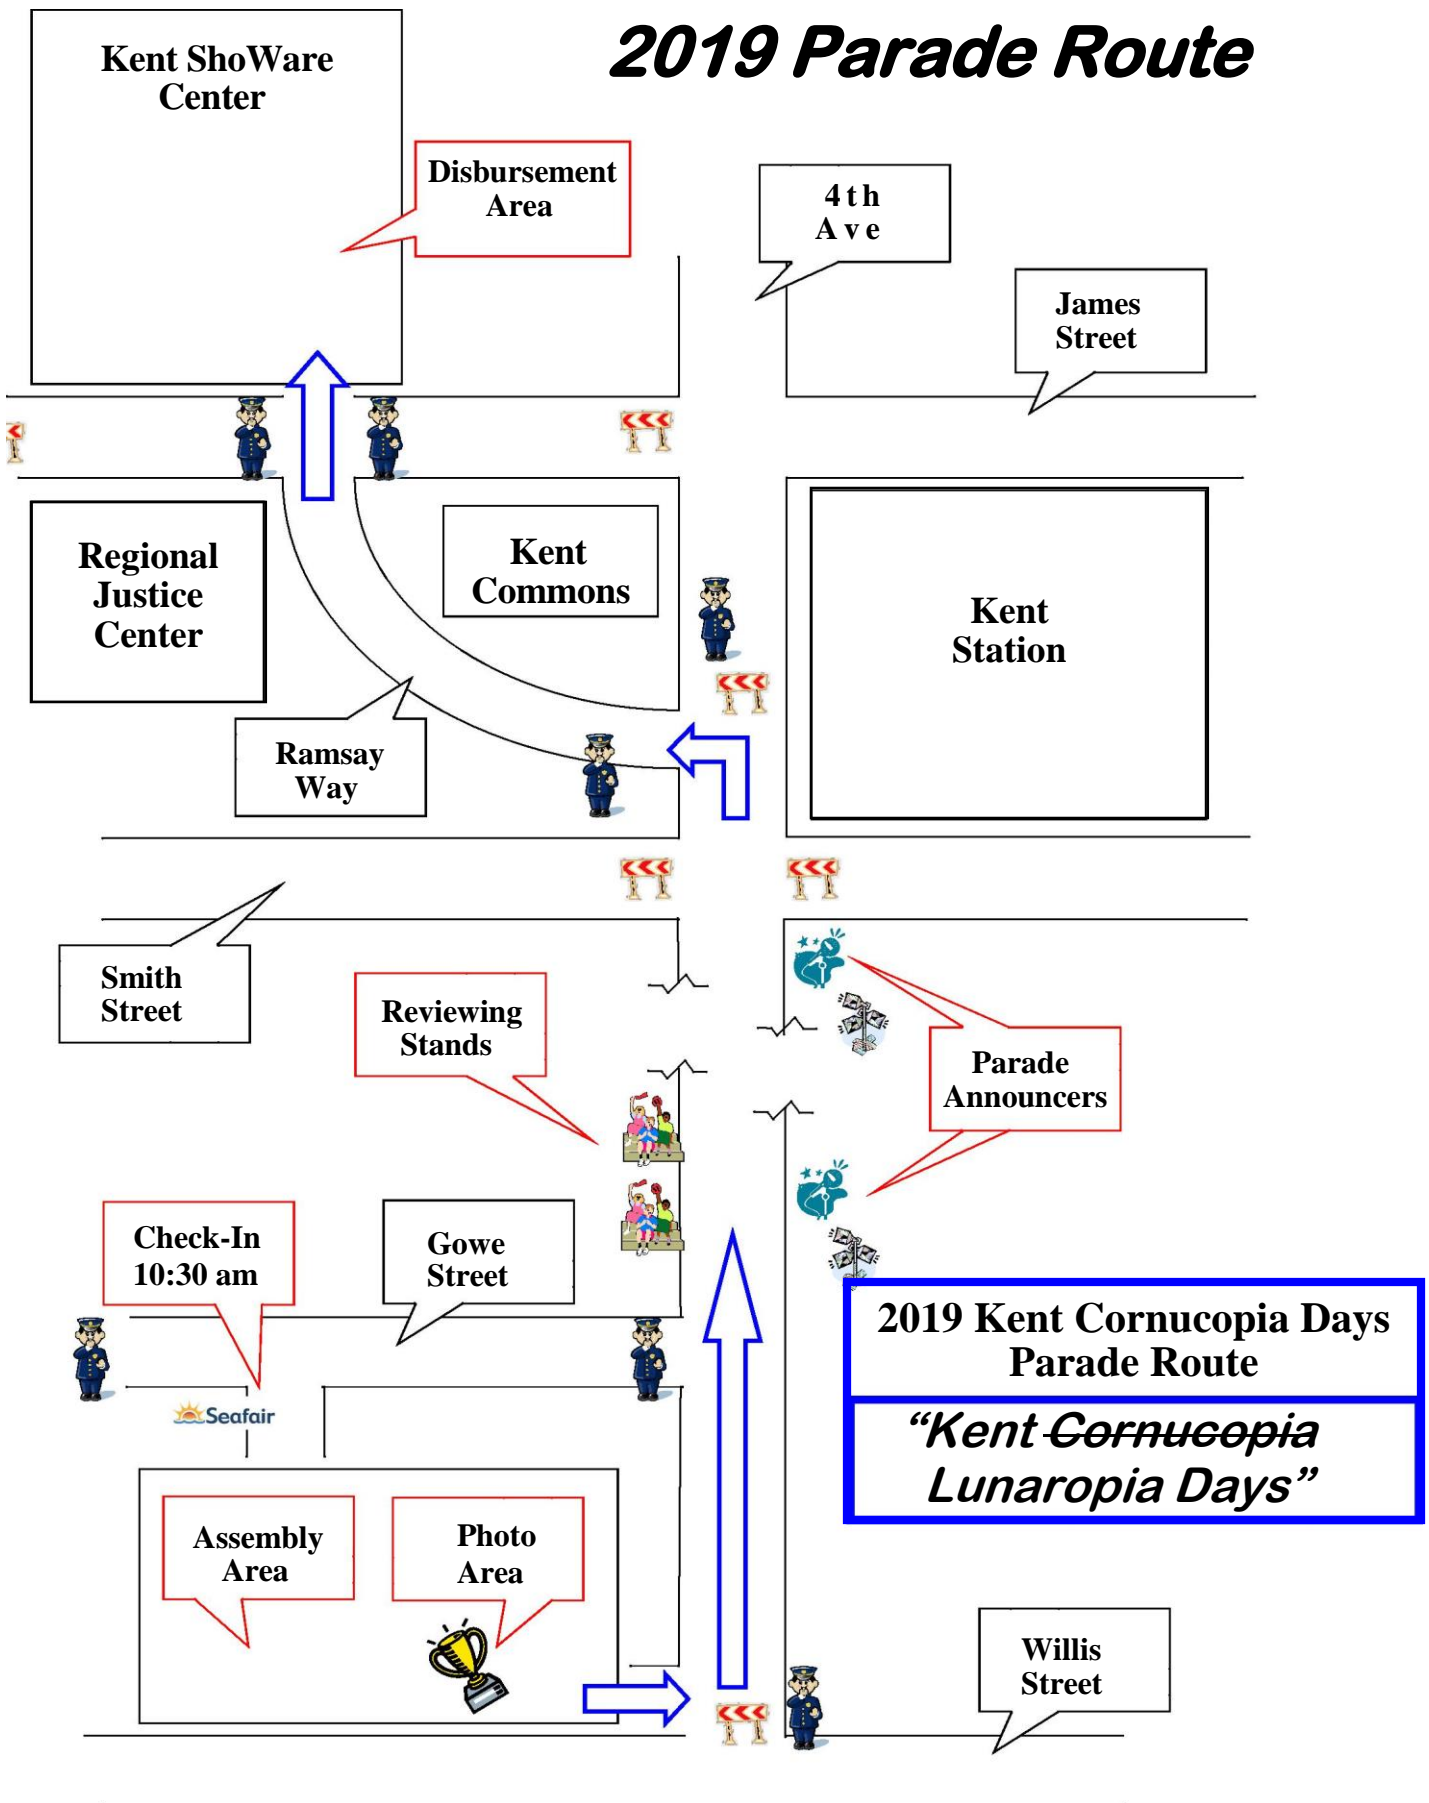 2019 Parade Route
Kent ShoWare
Center
Disbursement
Area
4th
Ave
James
Street
Regional
Justice
Center
Kent
Commons
Kent
Station
Ramsay
Way
Smith
Street
Reviewing
Stands
Parade
Announcers
Check-In
10:30 am
Gowe
Street
Seafair
2019 Kent Cornucopia Days
Parade Route
“Kent Cornucopia
Lunaropia Days”
Assembly
Area
Photo
Area
Willis
Street